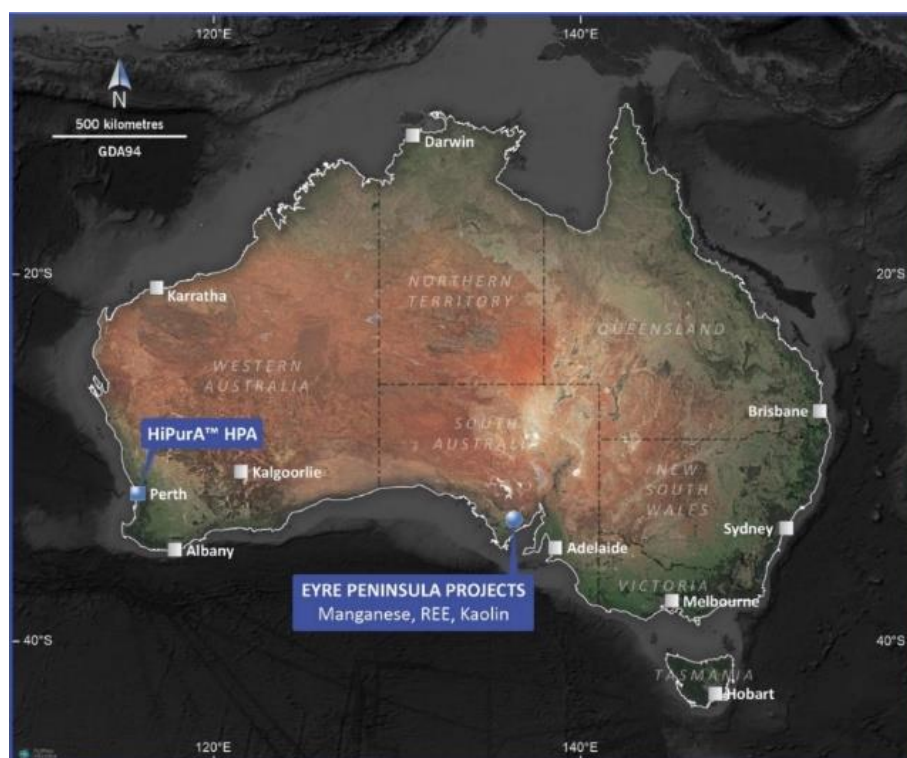 120°E
140°E
N
500 kilometres
GDA94
Darwin
20°S
20°S
Karratha
NORTHERN
TERRITORY
QUEENSLAND
WESTERN
AUSTRALIA
SOUTH
AUSTRALIA
Brisbane
HiPurA™ HPA
Kalgoorlie
Perth
NEW
SOUTH
WALES
Sydney
Albany
Adelaide
EYRE PENINSULA PROJECTS
Manganese, REE, Kaolin
VICTORIA
Melbourne
40°S
40°S
TASMANIA
Hobart
120°E
140°E